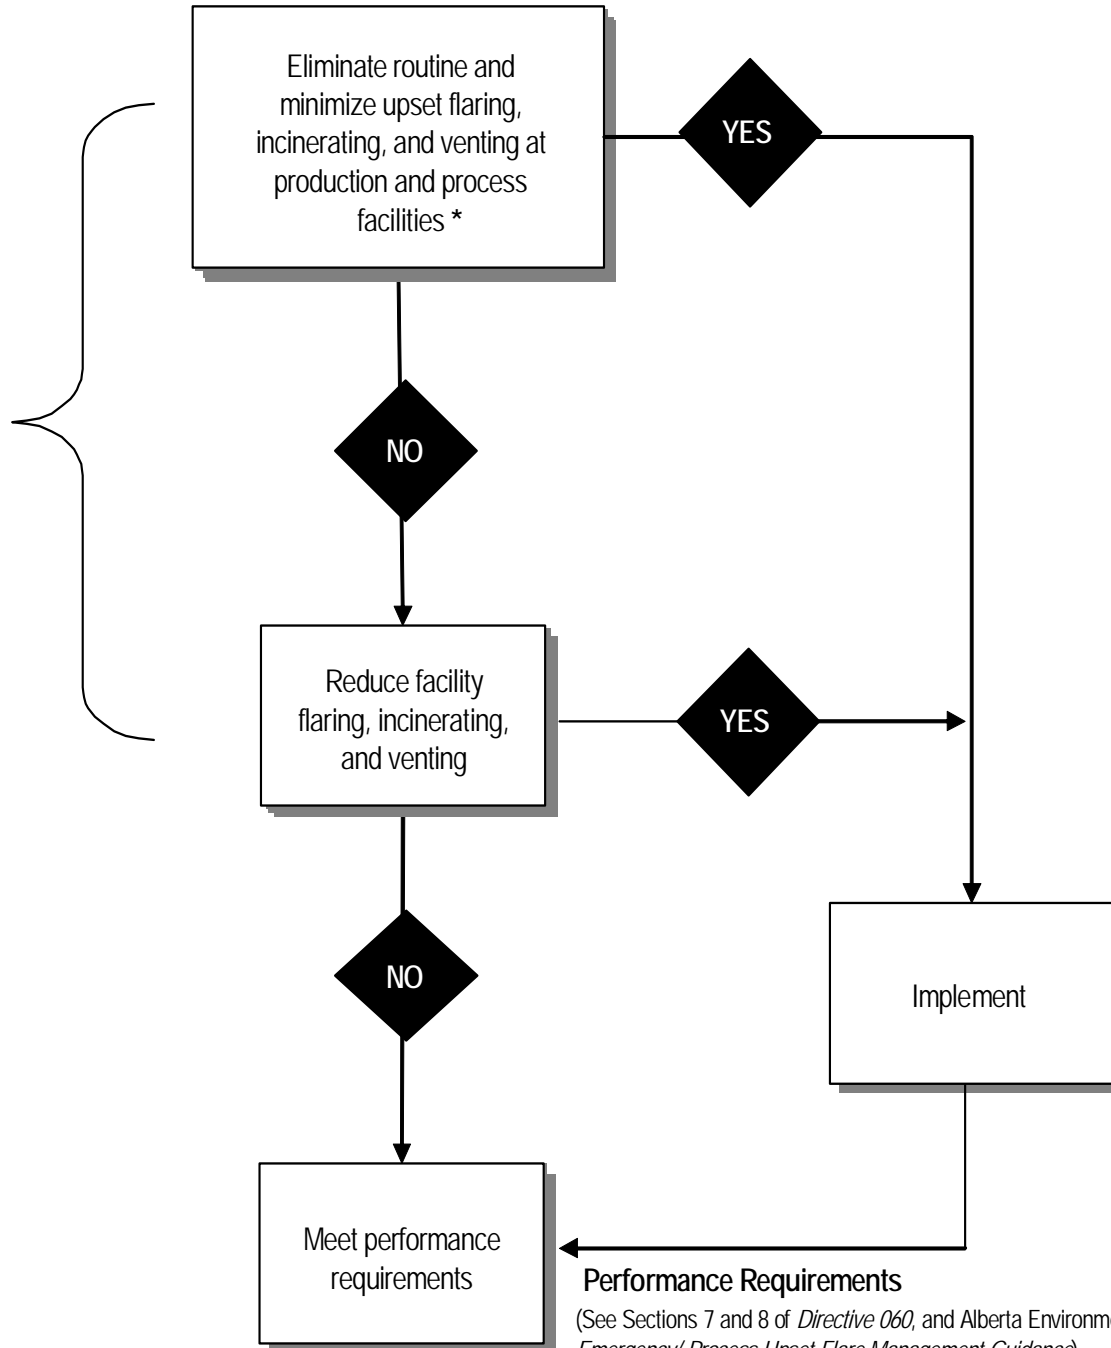 Eliminate routine and
minimize upset flaring,
incinerating, and venting at
production and process
facilities *
YES
NO
Reduce facility
flaring, incinerating,
and venting
YES
NO
Implement
Meet performance
requirements
Performance Requirements
(See Sections 7 and 8 of Directive 060, and Alberta Environme
Emergency/ Process Upset Flare Management Guidance)